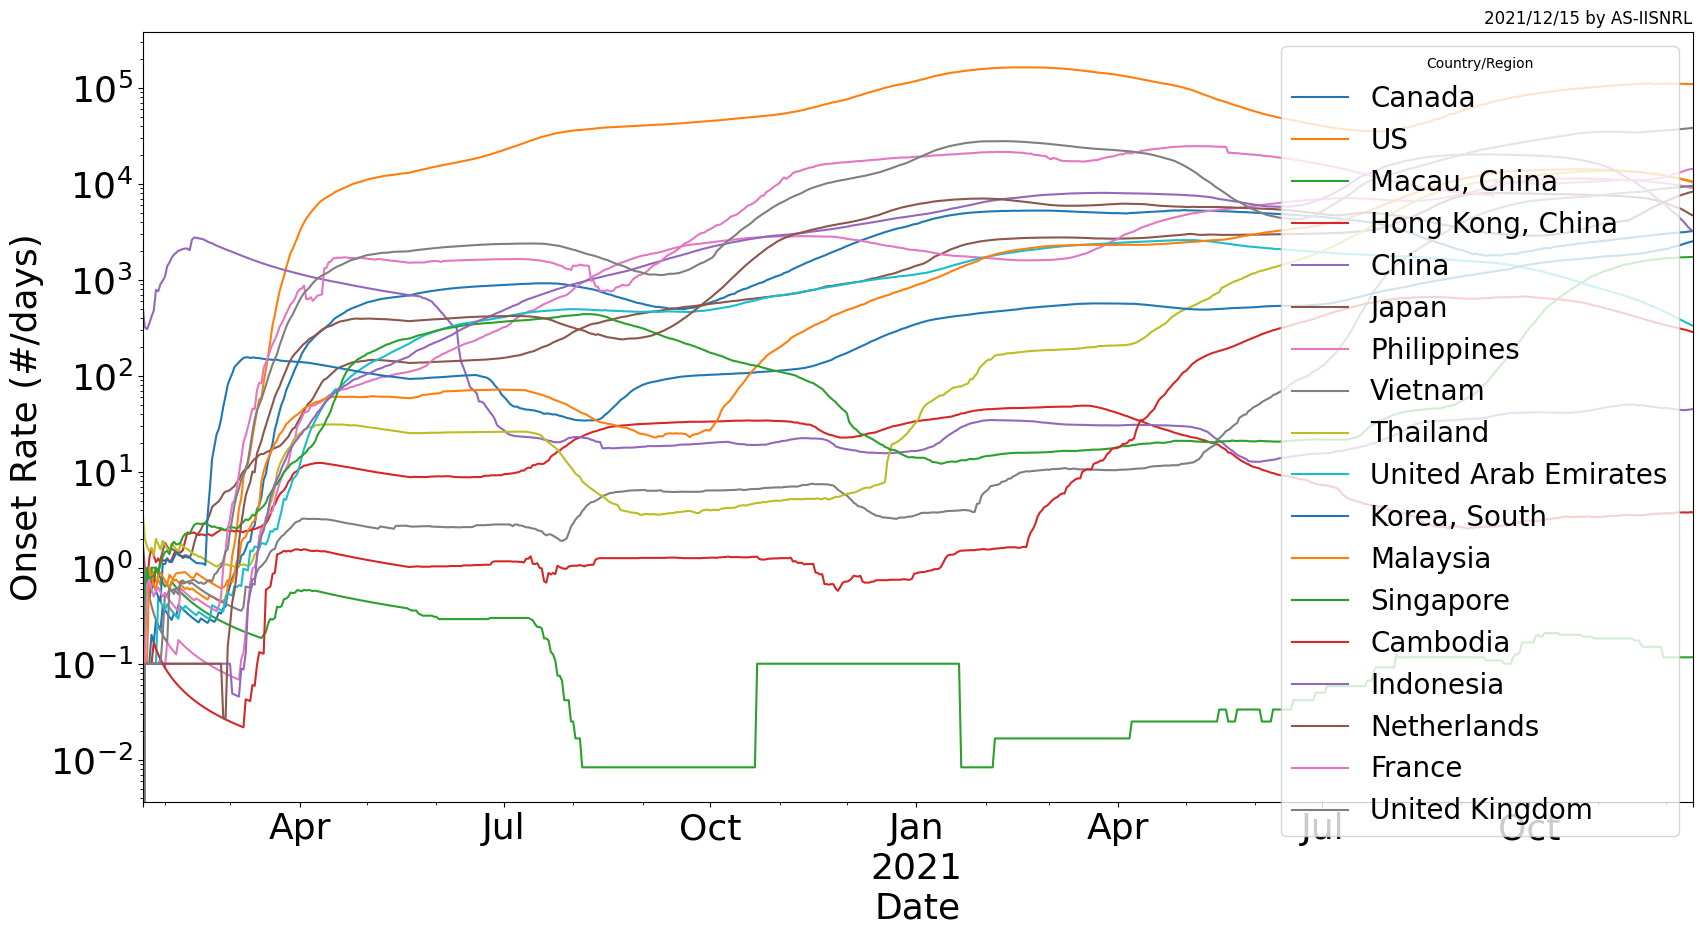 2021/12/15 by AS-IISNRL
Onset Rate (#/days)
10^5
10^4
10^3
10^2
10^1
10^0
10^-1
10^-2
Country/Region
Canada
US
Macau, China
Hong Kong, China
China
Japan
Philippines
Vietnam
Thailand
United Arab Emirates
Korea, South
Malaysia
Singapore
Cambodia
Indonesia
Netherlands
France
United Kingdom
Apr Jul Oct Jan Apr Jul Oct
2021
Date